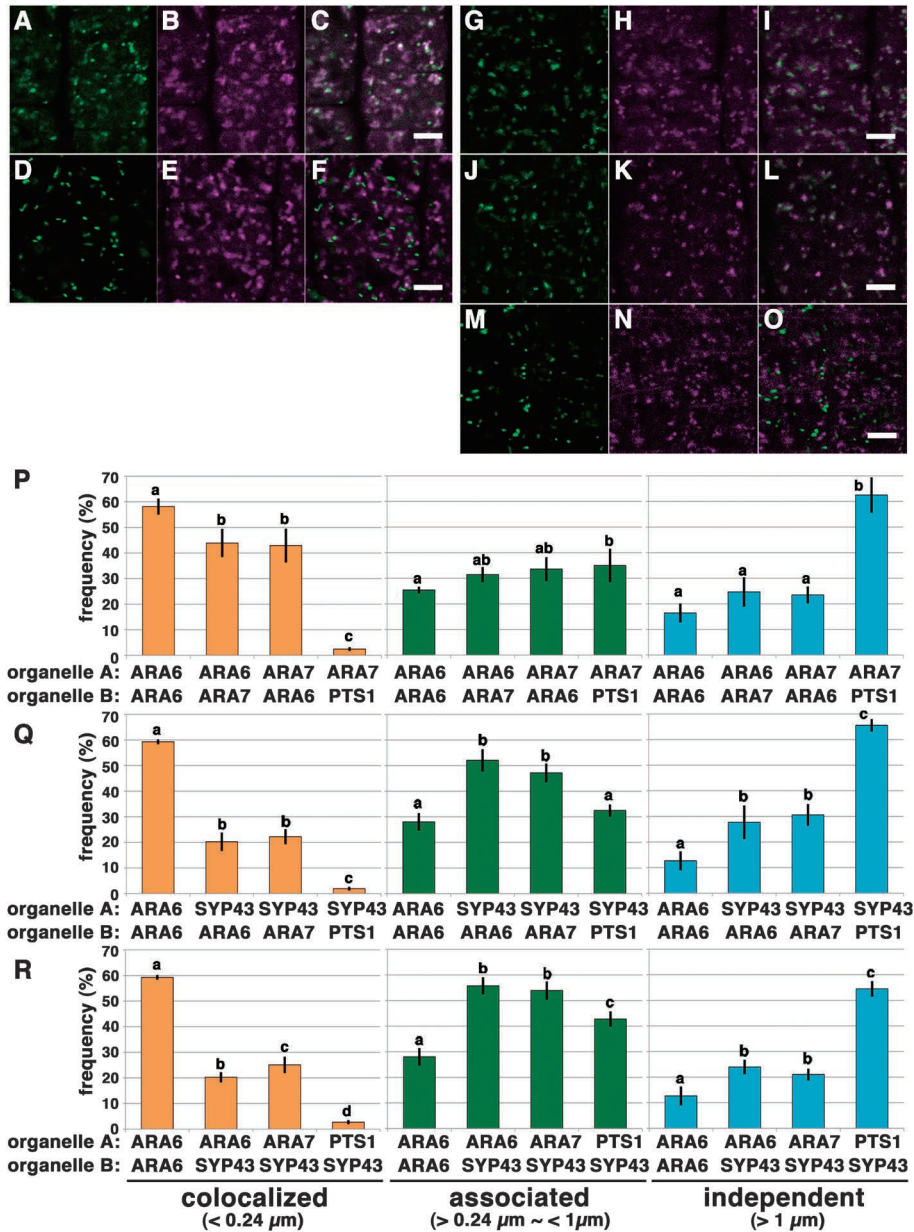 A B C G H I
D E F J K L
M N O
P
frequency (%)
70
60
50
40
30
20
10
0
a b b c
a ab ab b
a a a b
organelle A: ARA6 ARA6 ARA7 ARA7 ARA6 ARA6 ARA7 ARA7 ARA6 ARA6 ARA7 ARA7
organelle B: ARA6 ARA7 ARA6 PTS1 ARA6 ARA7 ARA6 PTS1 ARA6 ARA7 ARA6 PTS1
Q
frequency (%)
70
60
50
40
30
20
10
0
a b b c
a b b a
a b b c
organelle A: ARA6 SYP43 SYP43 SYP43 ARA6 SYP43 SYP43 SYP43 ARA6 SYP43 SYP43 SYP43
organelle B: ARA6 ARA6 ARA7 PTS1 ARA6 ARA6 ARA7 PTS1 ARA6 ARA6 ARA7 PTS1
R
frequency (%)
70
60
50
40
30
20
10
0
a b c d
a b b c
a b b c
organelle A: ARA6 ARA6 ARA7 PTS1 ARA6 ARA6 ARA7 PTS1 ARA6 ARA6 ARA7 PTS1
organelle B: ARA6 SYP43 SYP43 SYP43 ARA6 SYP43 SYP43 SYP43 ARA6 SYP43 SYP43 SYP43
colocalized associated independent
(< 0.24 µm) (> 0.24 µm ~ < 1µm) (> 1 µm)